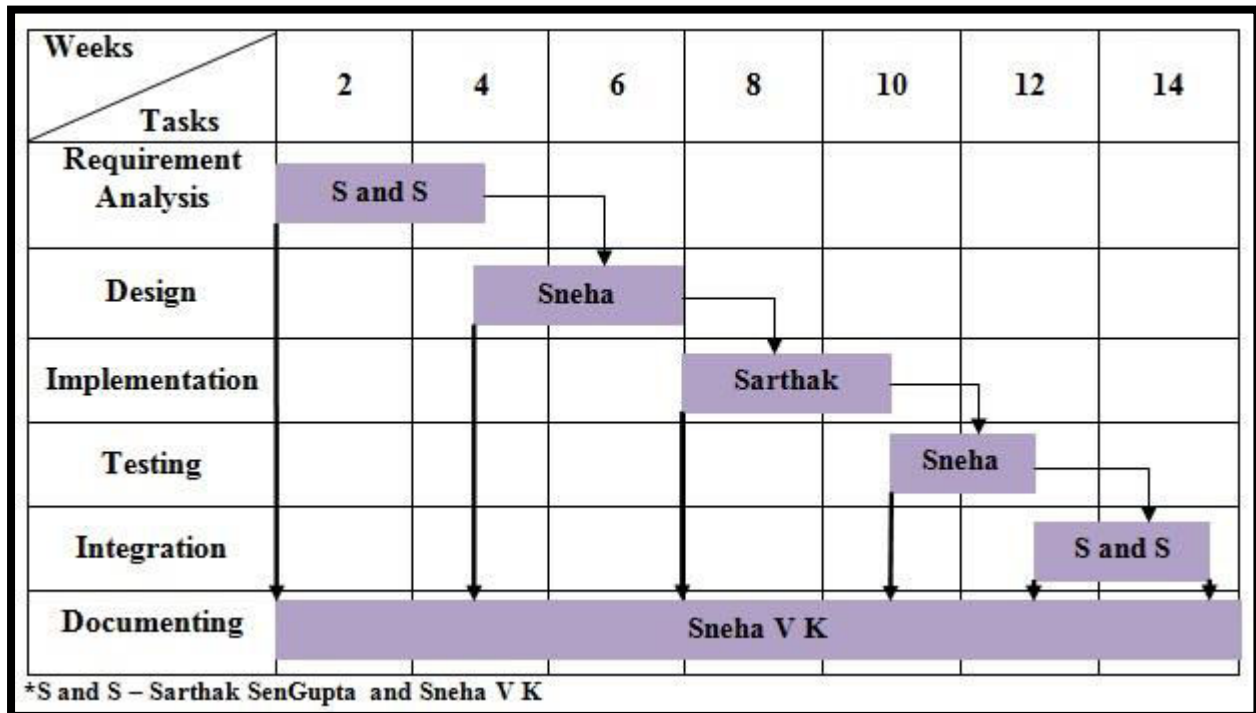 Weeks
Tasks
2 4 6 8 10 12 14
Requirement
Analysis
S and S
Design
Sneha
Implementation
Sarthak
Testing
Sneha
Integration
S and S
Documenting
Sneha V K
*S and S – Sarthak SenGupta and Sneha V K